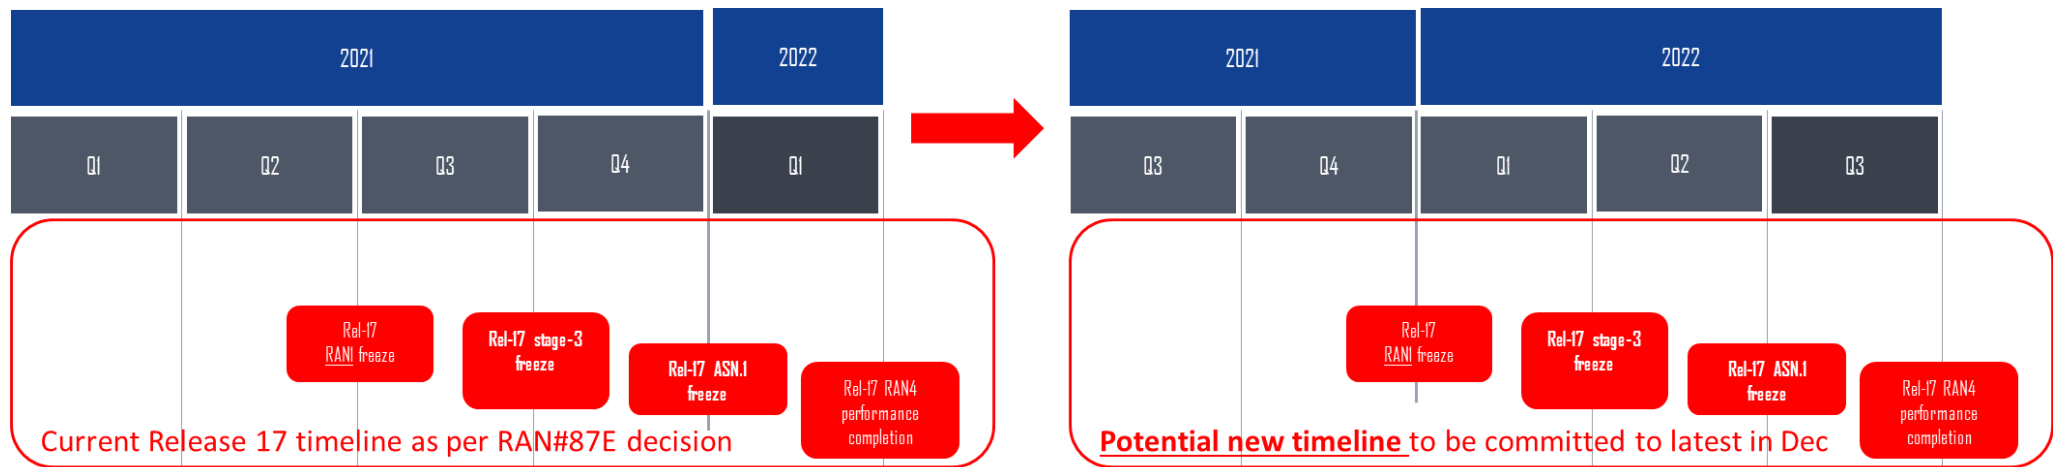 2021
2022
Q1
Q2
Q3
Q4
Q1
Rel-17
RAN1 freeze
Rel-17 stage-3
freeze
Rel-17 ASN.1
freeze
Rel-17 RAN4
performance
completion
Current Release 17 timeline as per RAN#87E decision
2021
2022
Q3
Q4
Q1
Q2
Q3
Rel-17
RAN1 freeze
Rel-17 stage-3
freeze
Rel-17 ASN.1
freeze
Rel-17 RAN4
performance
completion
Potential new timeline to be committed to latest in Dec